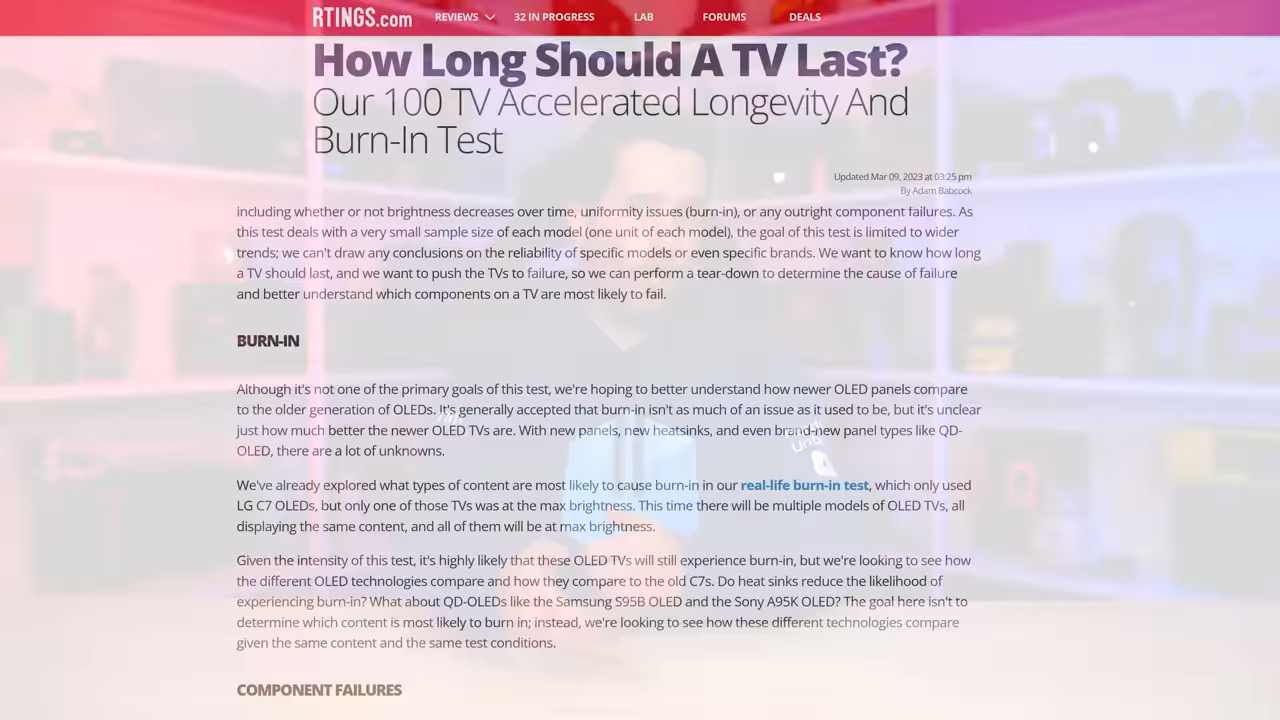 RTINGS.com REVIEWS 32 IN PROGRESS LAB FORUMS DEALS
How Long Should A TV Last?
Our 100 TV Accelerated Longevity And
Burn-In Test
Updated Mar 09, 2023 at 03:25 pm
By Adam Babcock
including whether or not brightness decreases over time, uniformity issues (burn-in), or any outright component failures. As
this test deals with a very small sample size of each model (one unit of each model), the goal of this test is limited to wider
trends; we can't draw any conclusions on the reliability of specific models or even specific brands. We want to know how long
a TV should last, and we want to push the TVs to failure, so we can perform a tear-down to determine the cause of failure
and better understand which components on a TV are most likely to fail.
BURN-IN
Although it's not one of the primary goals of this test, we're hoping to better understand how newer OLED panels compare
to the older generation of OLEDs. It's generally accepted that burn-in isn't as much of an issue as it used to be, but it's unclear
just how much better the newer OLED TVs are. With new panels, new heatsinks, and even brand-new panel types like QD-
OLED, there are a lot of unknowns.
We've already explored what types of content are most likely to cause burn-in in our real-life burn-in test, which only used
LG C7 OLEDs, but only one of those TVs was at the max brightness. This time there will be multiple models of OLED TVs, all
displaying the same content, and all of them will be at max brightness.
Given the intensity of this test, it's highly likely that these OLED TVs will still experience burn-in, but we're looking to see how
the different OLED technologies compare and how they compare to the old C7s. Do heat sinks reduce the likelihood of
experiencing burn-in? What about QD-OLEDs like the Samsung S95B OLED and the Sony A95K OLED? The goal here isn't to
determine which content is most likely to burn in; instead, we're looking to see how these different technologies compare
given the same content and the same test conditions.
COMPONENT FAILURES